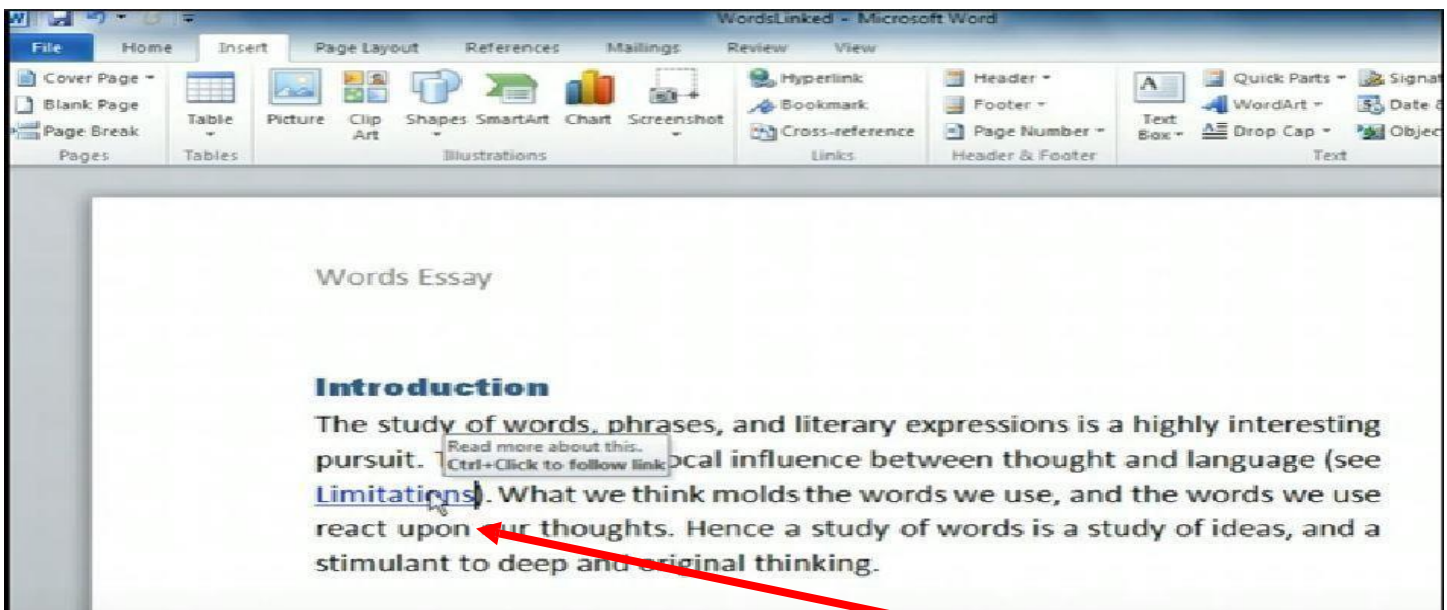 WordsLinked - Microsoft Word
File Home Insert Page Layout References Mailings Review View
Cover Page
Blank Page
Page Break
Pages
Table
Tables
Picture Clip Art Shapes SmartArt Chart Screenshot
Illustrations
Hyperlink
Bookmark
Cross-reference
Links
Header
Footer
Page Number
Header & Footer
Text Box
Quick Parts
WordArt
Drop Cap
Date
Text
Words Essay
Introduction
The study of words, phrases, and literary expressions is a highly interesting
Read more about this.
Ctrl+Click to follow link
pursuit. influence between thought and language (see
Limitations). What we think molds the words we use, and the words we use
react upon our thoughts. Hence a study of words is a study of ideas, and a
stimulant to deep and original thinking.